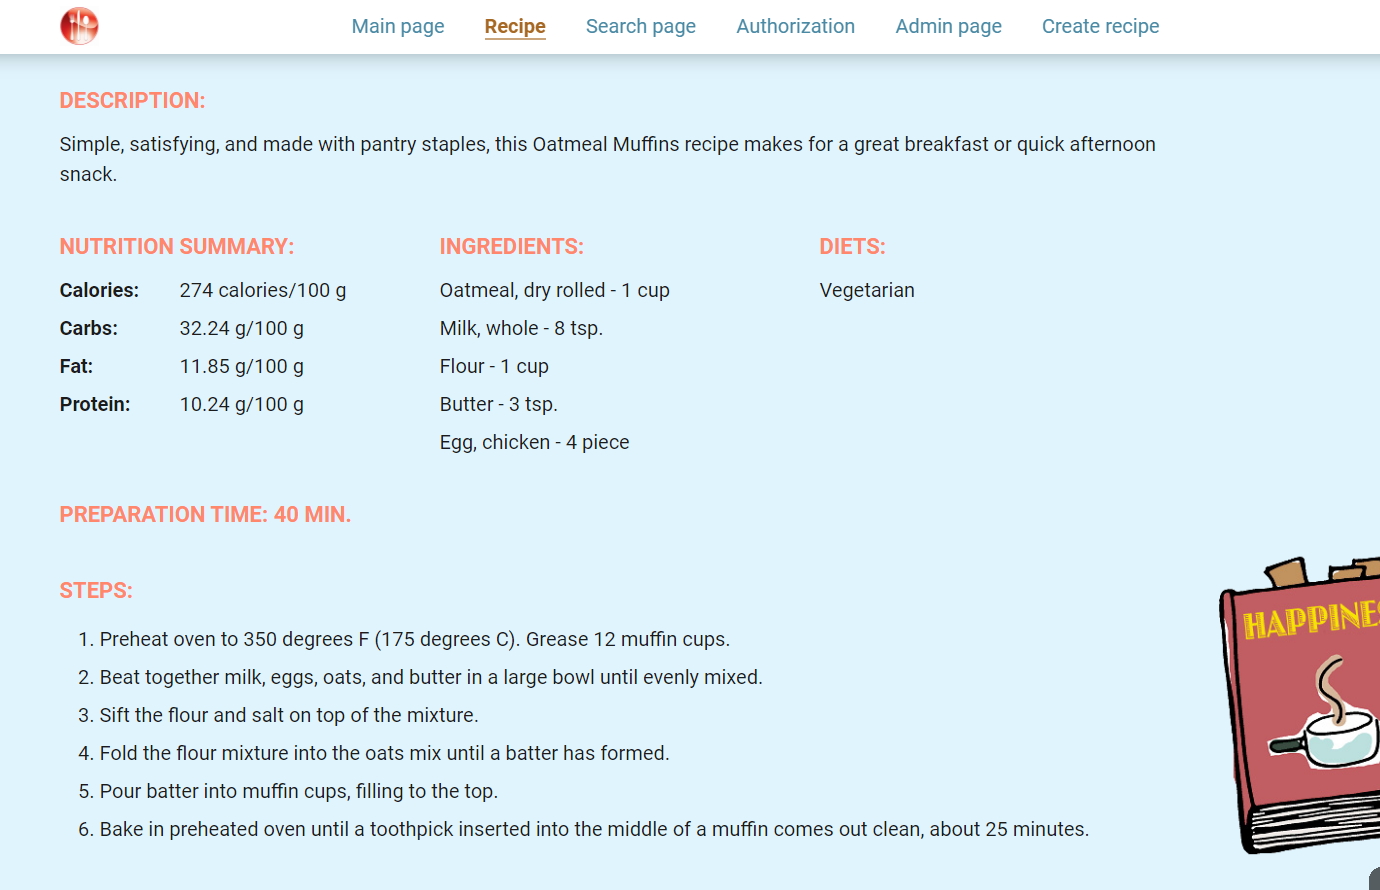 Main page Recipe Search page Authorization Admin page Create recipe
DESCRIPTION:
Simple, satisfying, and made with pantry staples, this Oatmeal Muffins recipe makes for a great breakfast or quick afternoon
snack.
NUTRITION SUMMARY:
Calories: 274 calories/100 g
Carbs: 32.24 g/100 g
Fat: 11.85 g/100 g
Protein: 10.24 g/100 g
INGREDIENTS:
Oatmeal, dry rolled - 1 cup
Milk, whole - 8 tsp.
Flour - 1 cup
Butter - 3 tsp.
Egg, chicken - 4 piece
DIETS:
Vegetarian
PREPARATION TIME: 40 MIN.
STEPS:
1. Preheat oven to 350 degrees F (175 degrees C). Grease 12 muffin cups.
2. Beat together milk, eggs, oats, and butter in a large bowl until evenly mixed.
3. Sift the flour and salt on top of the mixture.
4. Fold the flour mixture into the oats mix until a batter has formed.
5. Pour batter into muffin cups, filling to the top.
6. Bake in preheated oven until a toothpick inserted into the middle of a muffin comes out clean, about 25 minutes.